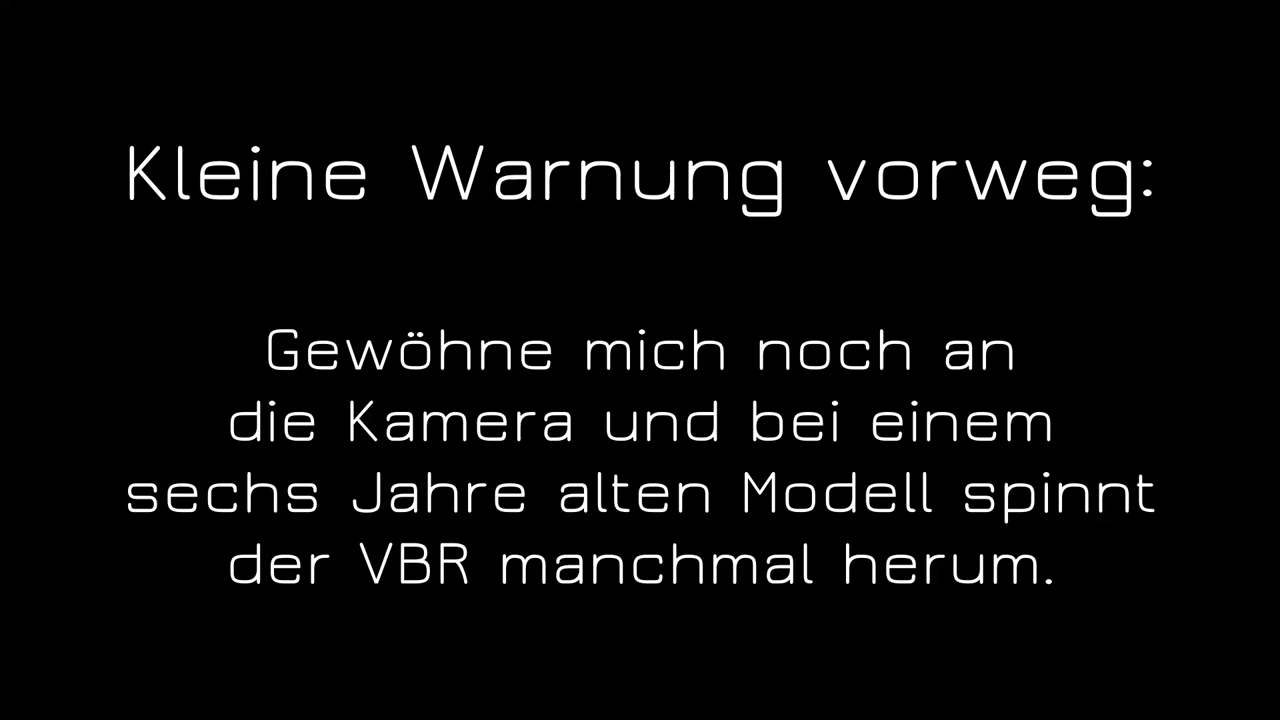 Kleine Warnung vorweg:
Gewöhne mich noch an
die Kamera und bei einem
sechs Jahre alten Modell spinnt
der VBR manchmal herum.